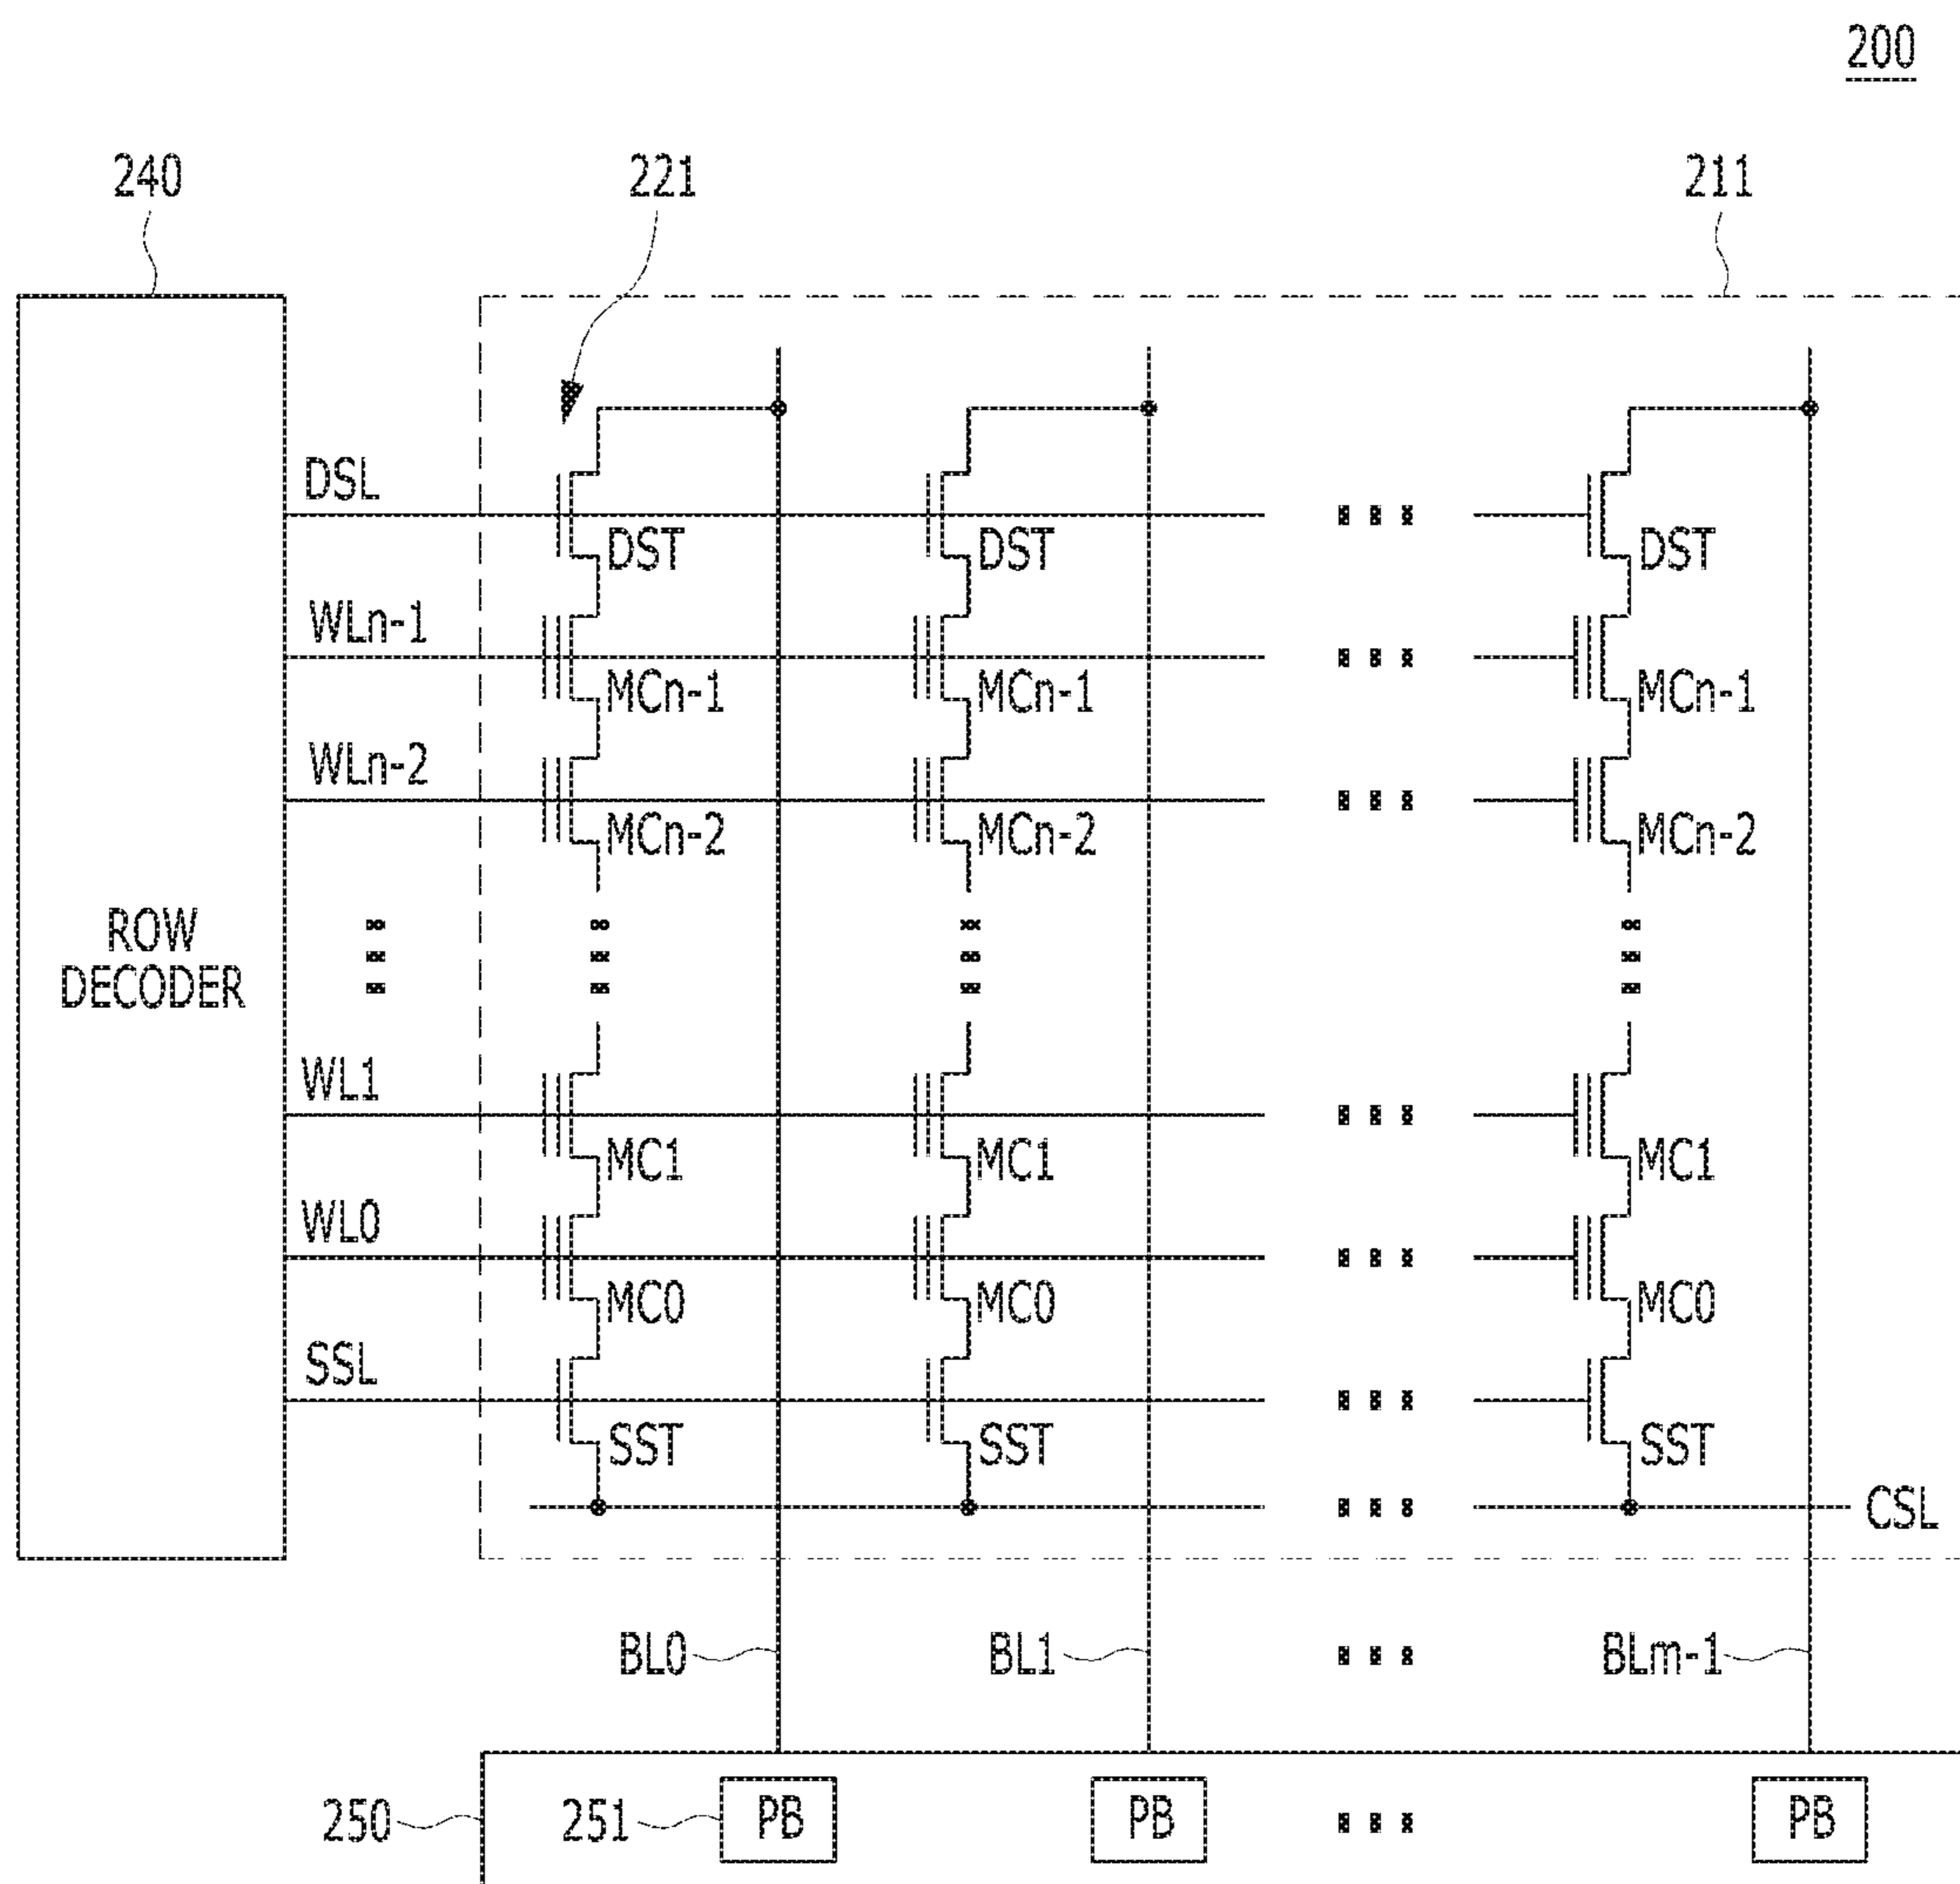 200
240
221
211
DSL
DST
DST
DST
WLn-1
MCn-1
MCn-1
MCn-1
WLn-2
MCn-2
MCn-2
MCn-2
ROW
DECODER
WL1
MC1
MC1
MC1
WL0
MC0
MC0
MC0
SSL
SST
SST
SST
CSL
BL0
BL1
BLm-1
250
251
PB
PB
PB